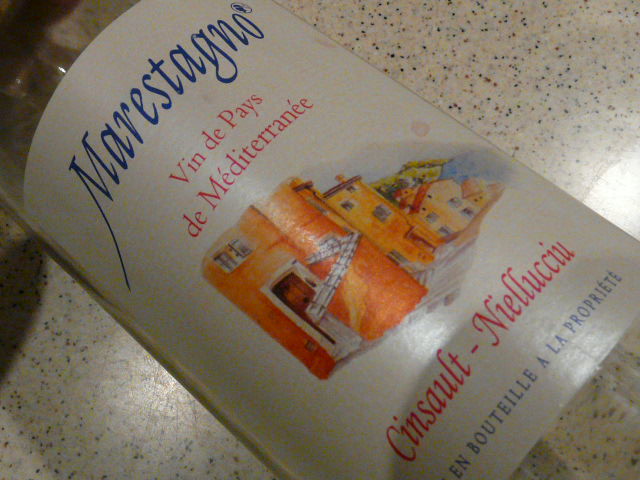 Marestagno®
Vin de Pays
de Méditerranée
Cinsault - Niellucciu
EN BOUTEILLE A LA PROPRIÉTÉ